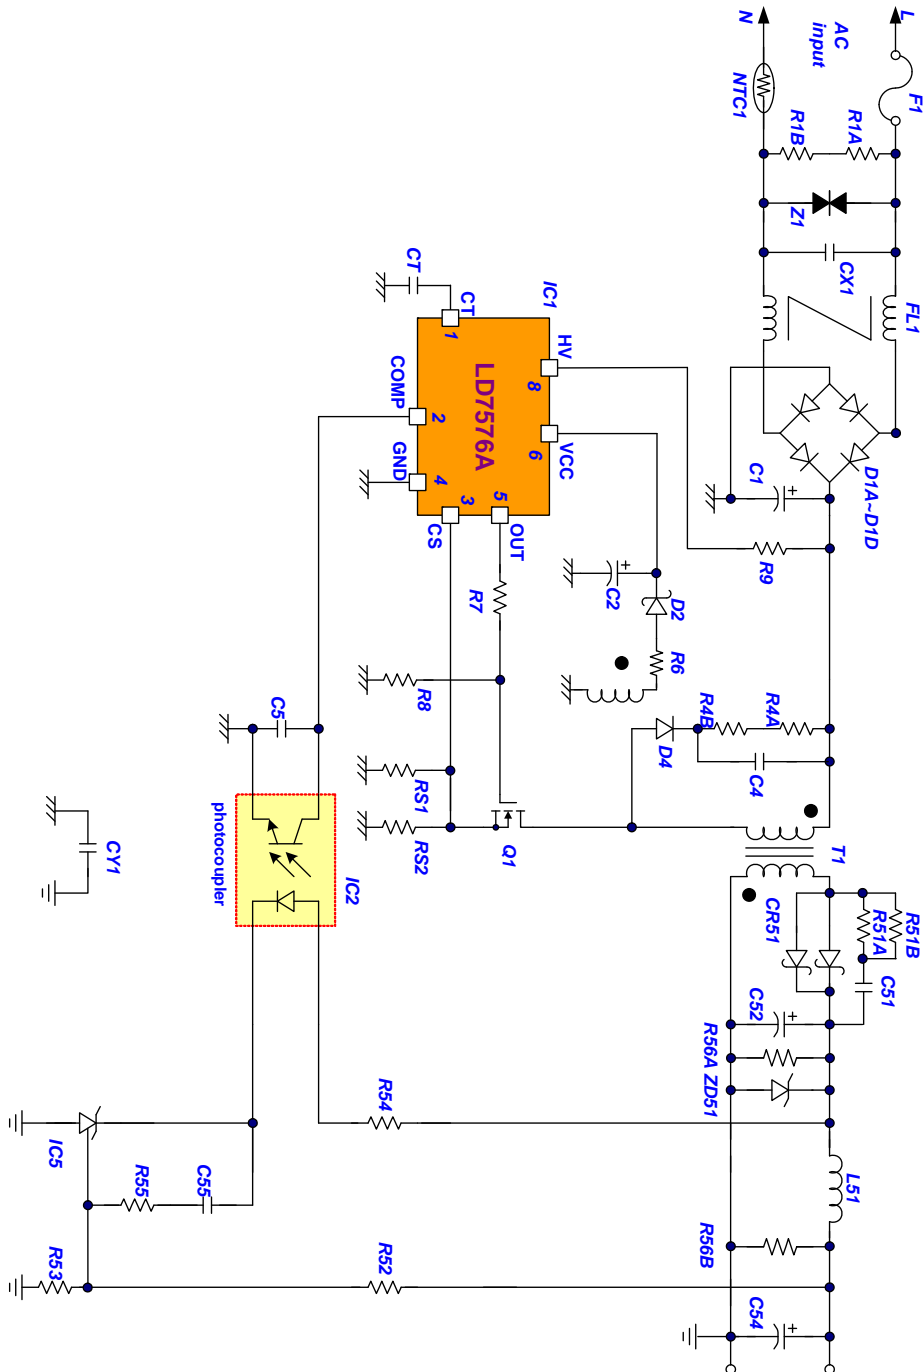 AC
input
L
N
F1
NTC1
R1A
R1B
Z1
CX1
FL1
D1A~D1D
C1
R9
IC1
CT
CT
1
HV
8
COMP
2
VCC
6
LD7576A
GND
4
CS
3
OUT
5
R7
R8
C2
D2
R6
R4B
R4A
D4
C4
T1
Q1
RS1
RS2
C5
IC2
photocoupler
CY1
CR51
R51A
R51B
C51
C52
R56A
ZD51
R54
L51
IC5
R55
C55
R56B
R52
R53
C54